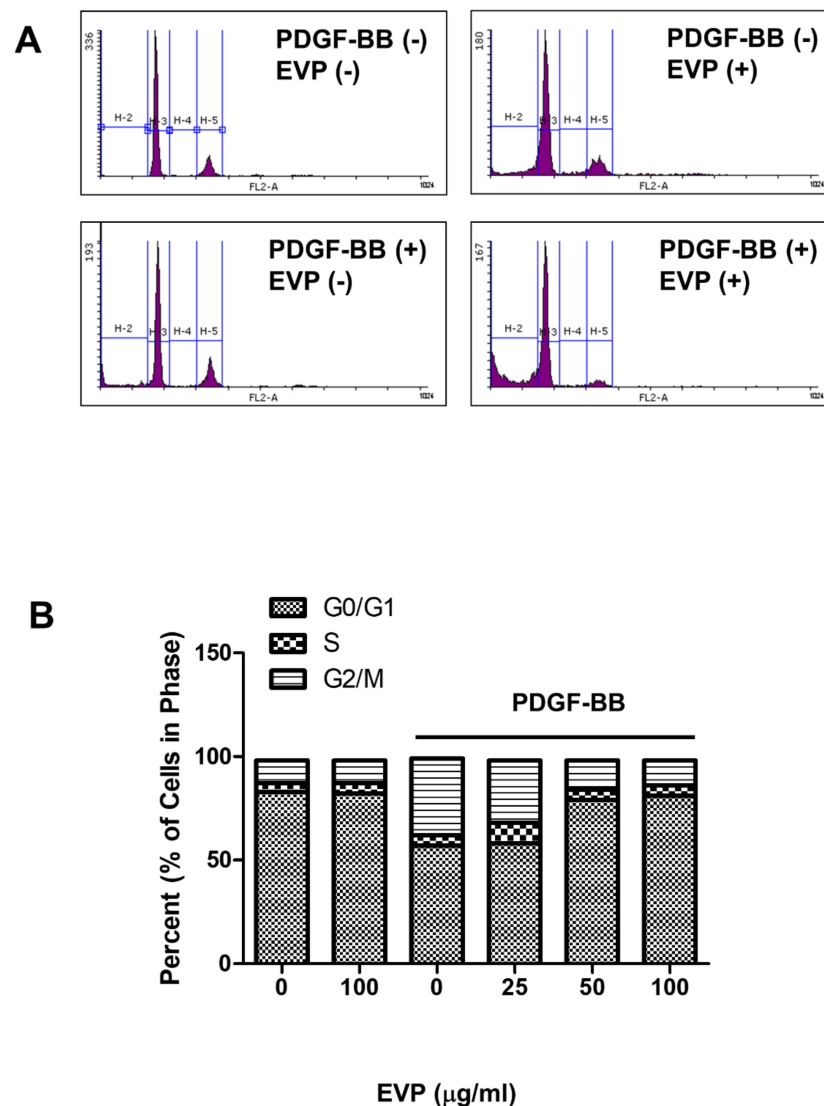 A
336
PDGF-BB (-)
EVP (-)
H-2 H-3 H-4 H-5
FL2-A
1024
180
PDGF-BB (-)
EVP (+)
H-2 H-3 H-4 H-5
FL2-A
1024
193
PDGF-BB (+)
EVP (-)
H-2 H-3 H-4 H-5
FL2-A
1024
167
PDGF-BB (+)
EVP (+)
H-2 H-3 H-4 H-5
FL2-A
1024
B
G0/G1
S
G2/M
PDGF-BB
Percent (% of Cells in Phase)
150
100
50
0
0 100 0 25 50 100
EVP (μg/ml)